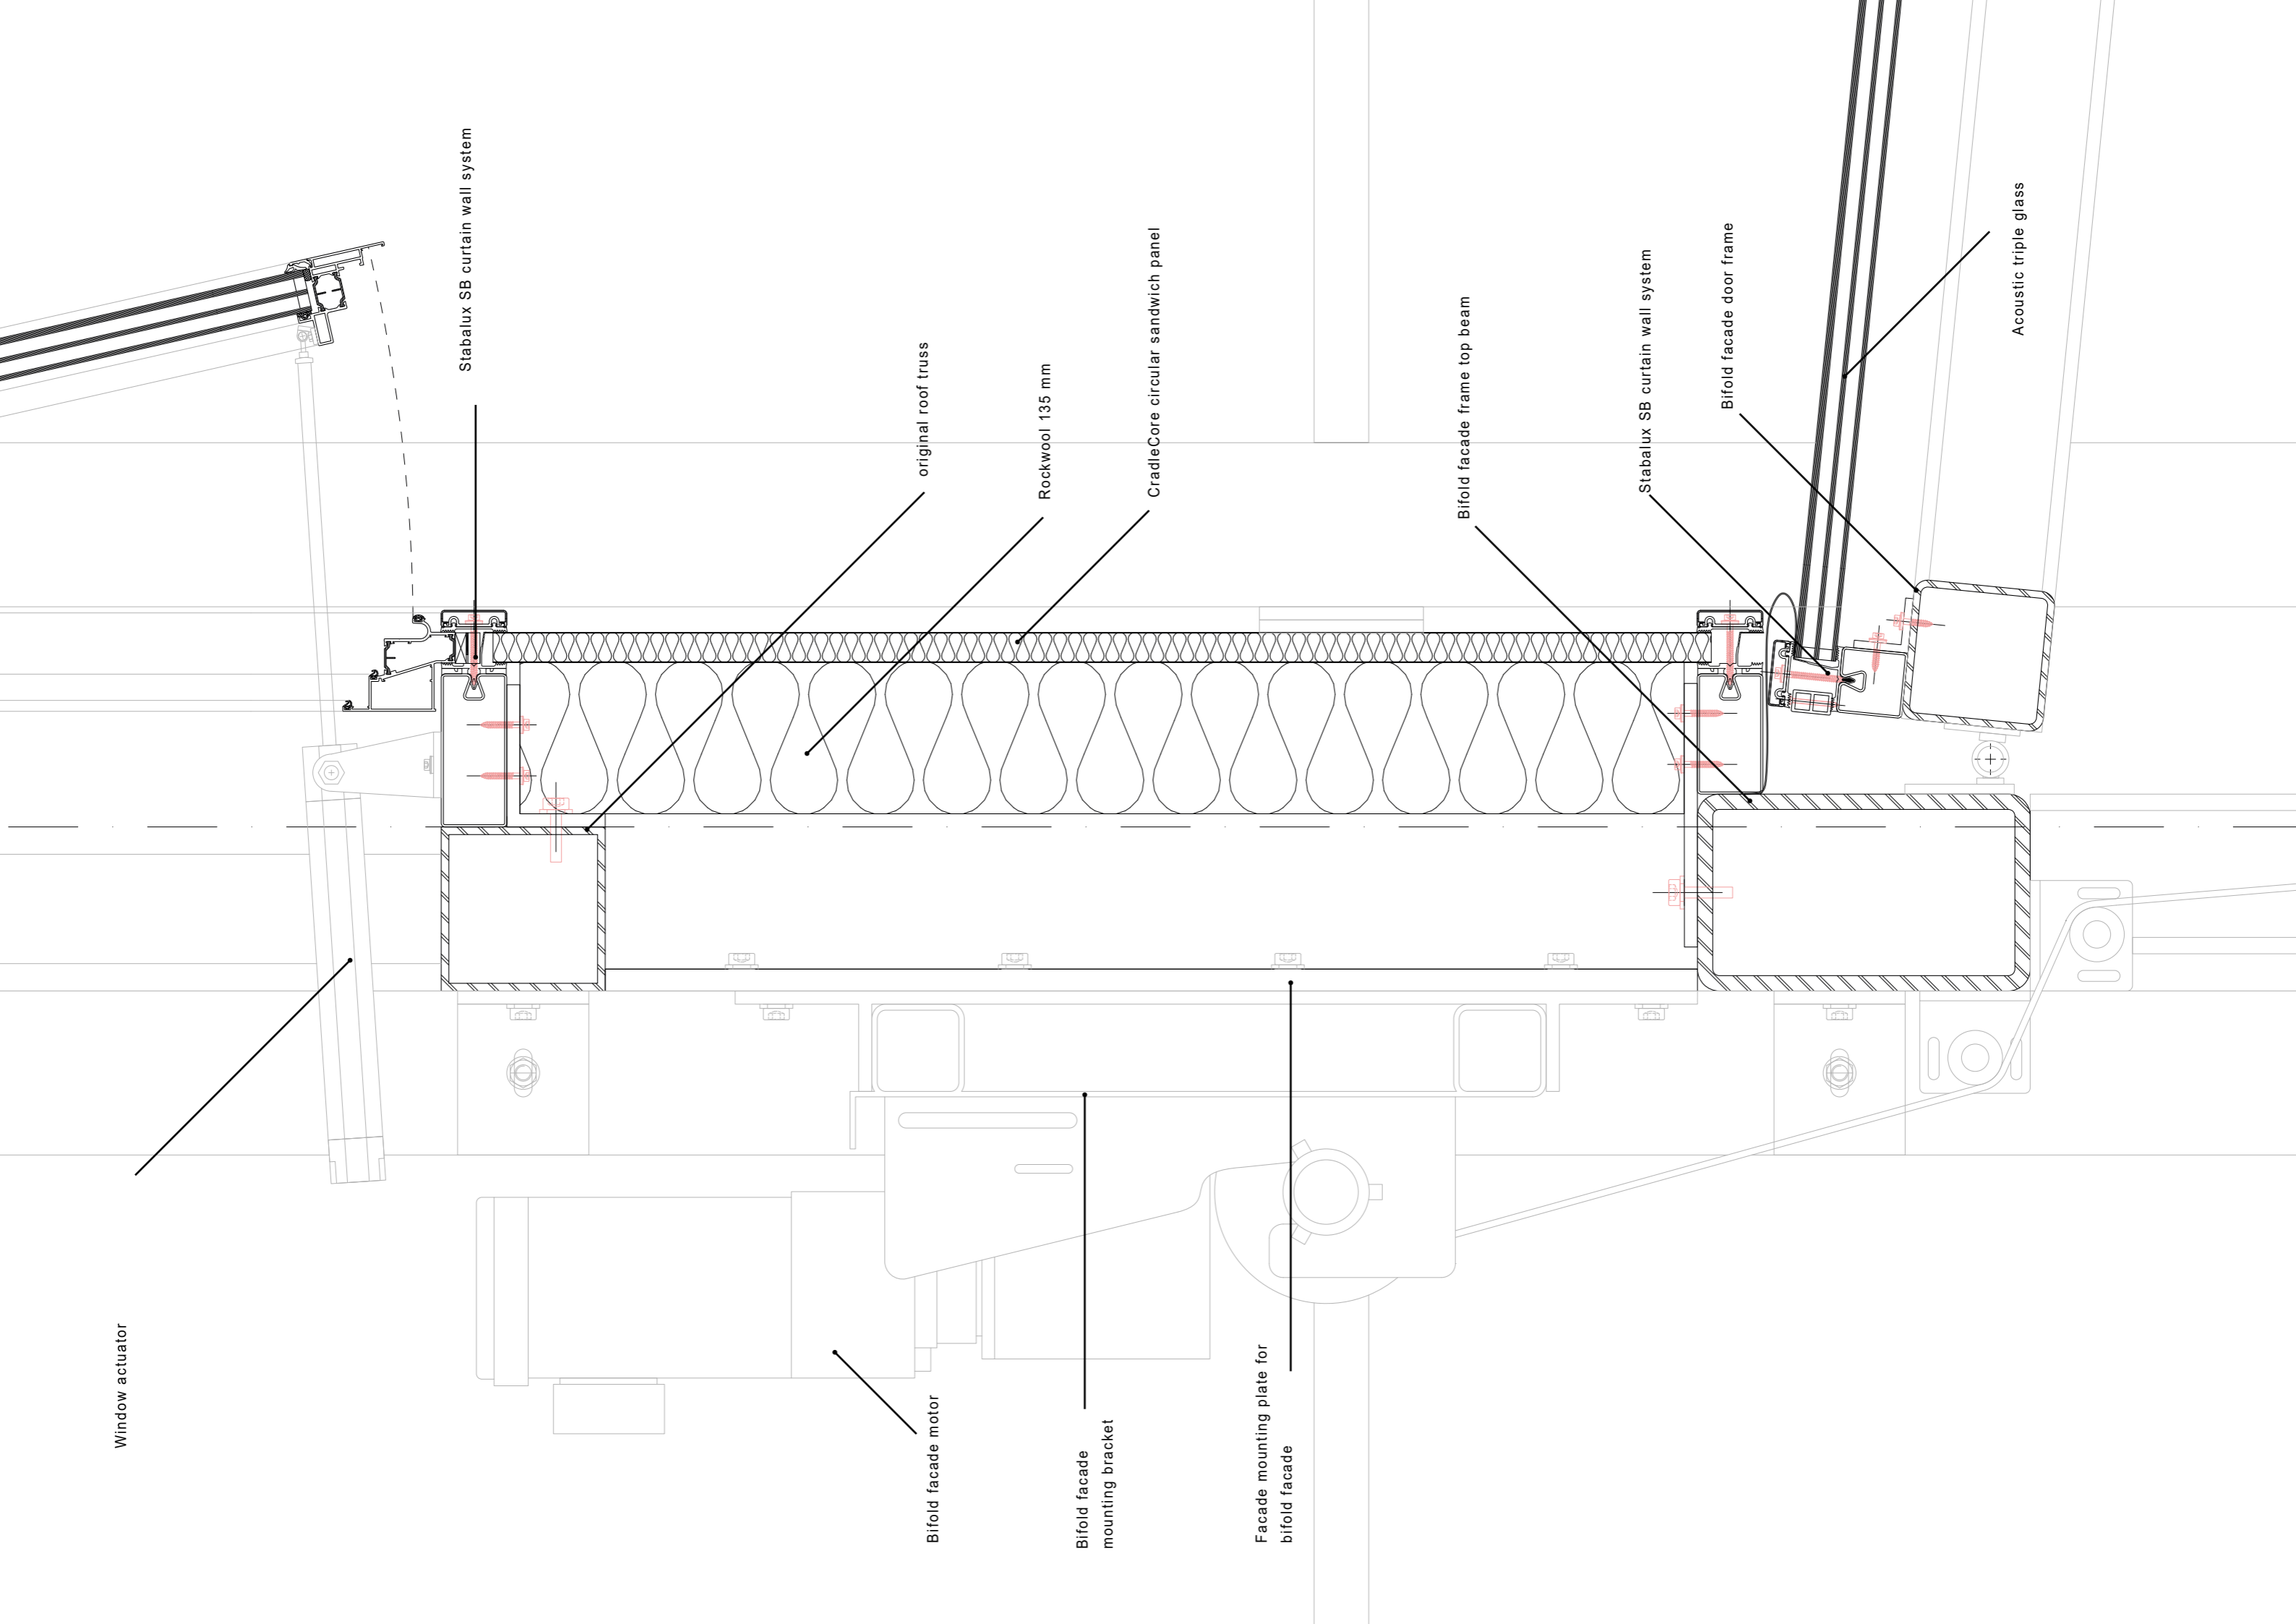 Stabalux SB curtain wall system
original roof truss
Rockwool 135 mm
CradleCore circular sandwich panel
Bifold facade frame top beam
Stabalux SB curtain wall system
Bifold facade door frame
Acoustic triple glass
Window actuator
Bifold facade motor
Bifold facade
mounting bracket
Facade mounting plate for
bifold facade